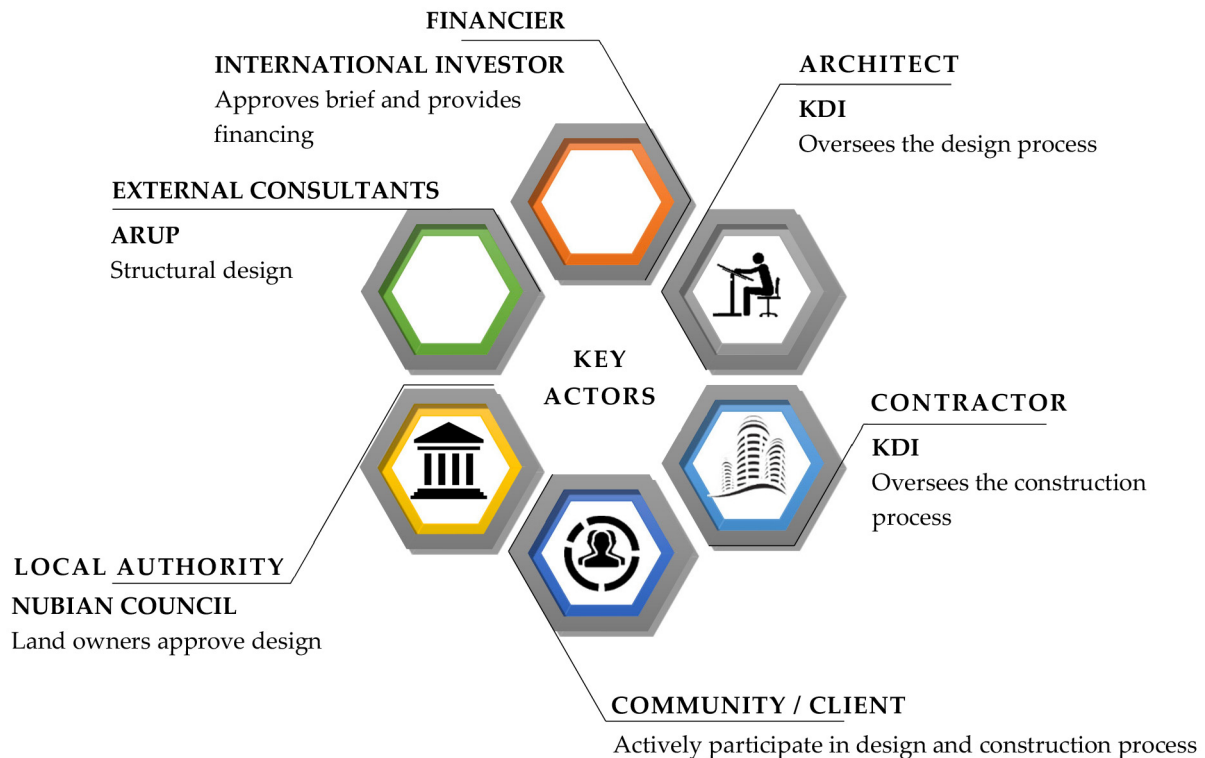 FINANCIER
INTERNATIONAL INVESTOR
Approves brief and provides
financing
ARCHITECT
KDI
Oversees the design process
EXTERNAL CONSULTANTS
ARUP
Structural design
KEY
ACTORS
CONTRACTOR
KDI
Oversees the construction
process
LOCAL AUTHORITY
NUBIAN COUNCIL
Land owners approve design
COMMUNITY / CLIENT
Actively participate in design and construction process